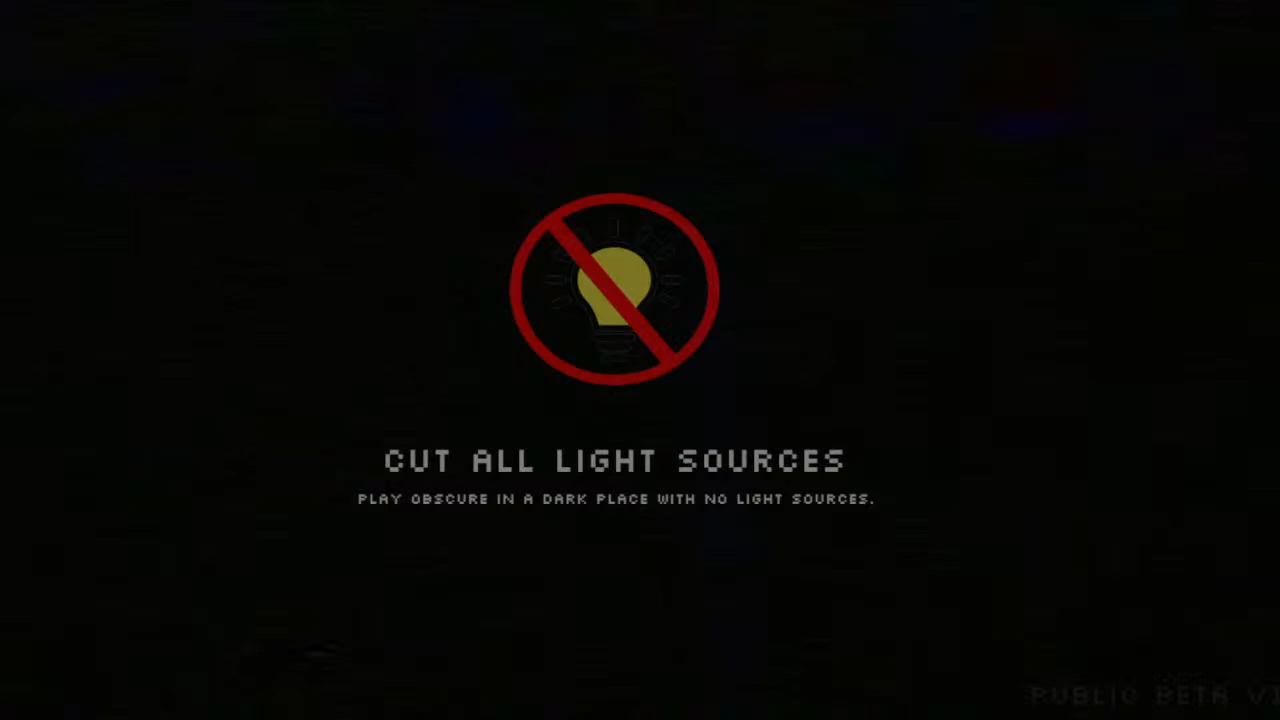 CUT ALL LIGHT SOURCES
PLAY OBSCURE IN A DARK PLACE WITH NO LIGHT SOURCES.
PUBLIC BETA